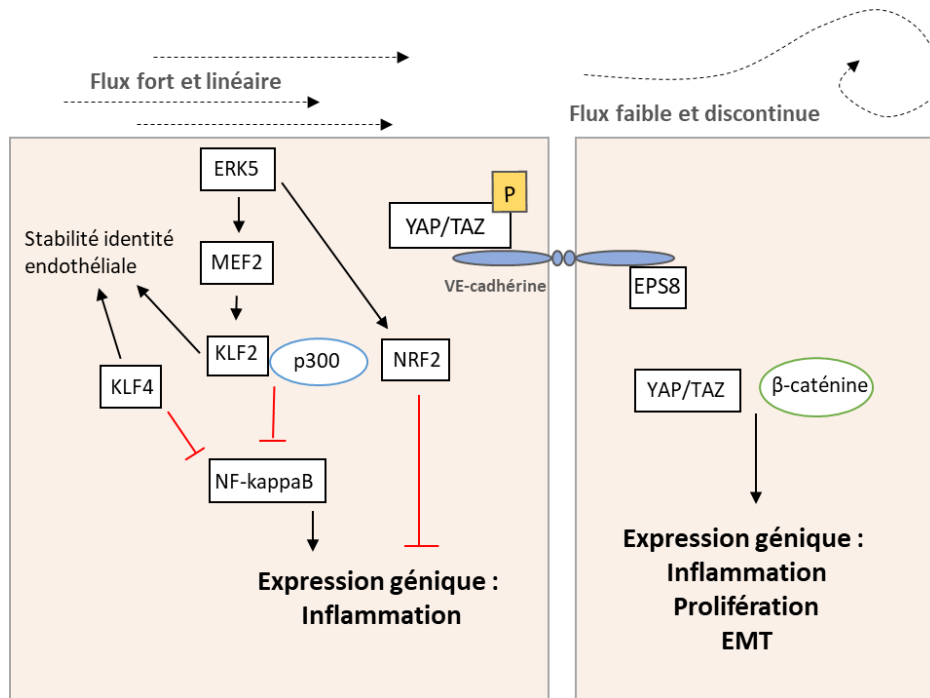 Flux fort et linéaire
Flux faible et discontinue
ERK5
P
YAP/TAZ
Stabilité identité
endothéliale
MEF2
VE-cadhérine
EPS8
KLF2
p300
NRF2
KLF4
YAP/TAZ
β-caténine
NF-kappaB
Expression génique :
Inflammation
Expression génique :
Inflammation
Prolifération
EMT